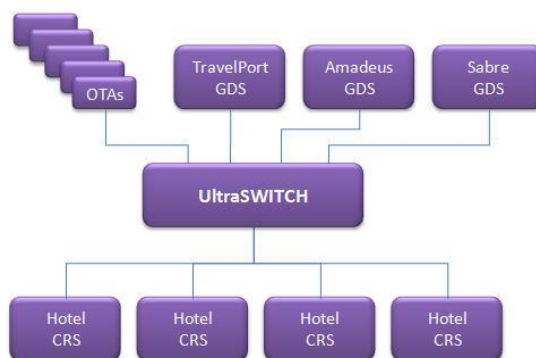 OTAs
TravelPort
GDS
Amadeus
GDS
Sabre
GDS
UltraSWITCH
Hotel
CRS
Hotel
CRS
Hotel
CRS
Hotel
CRS